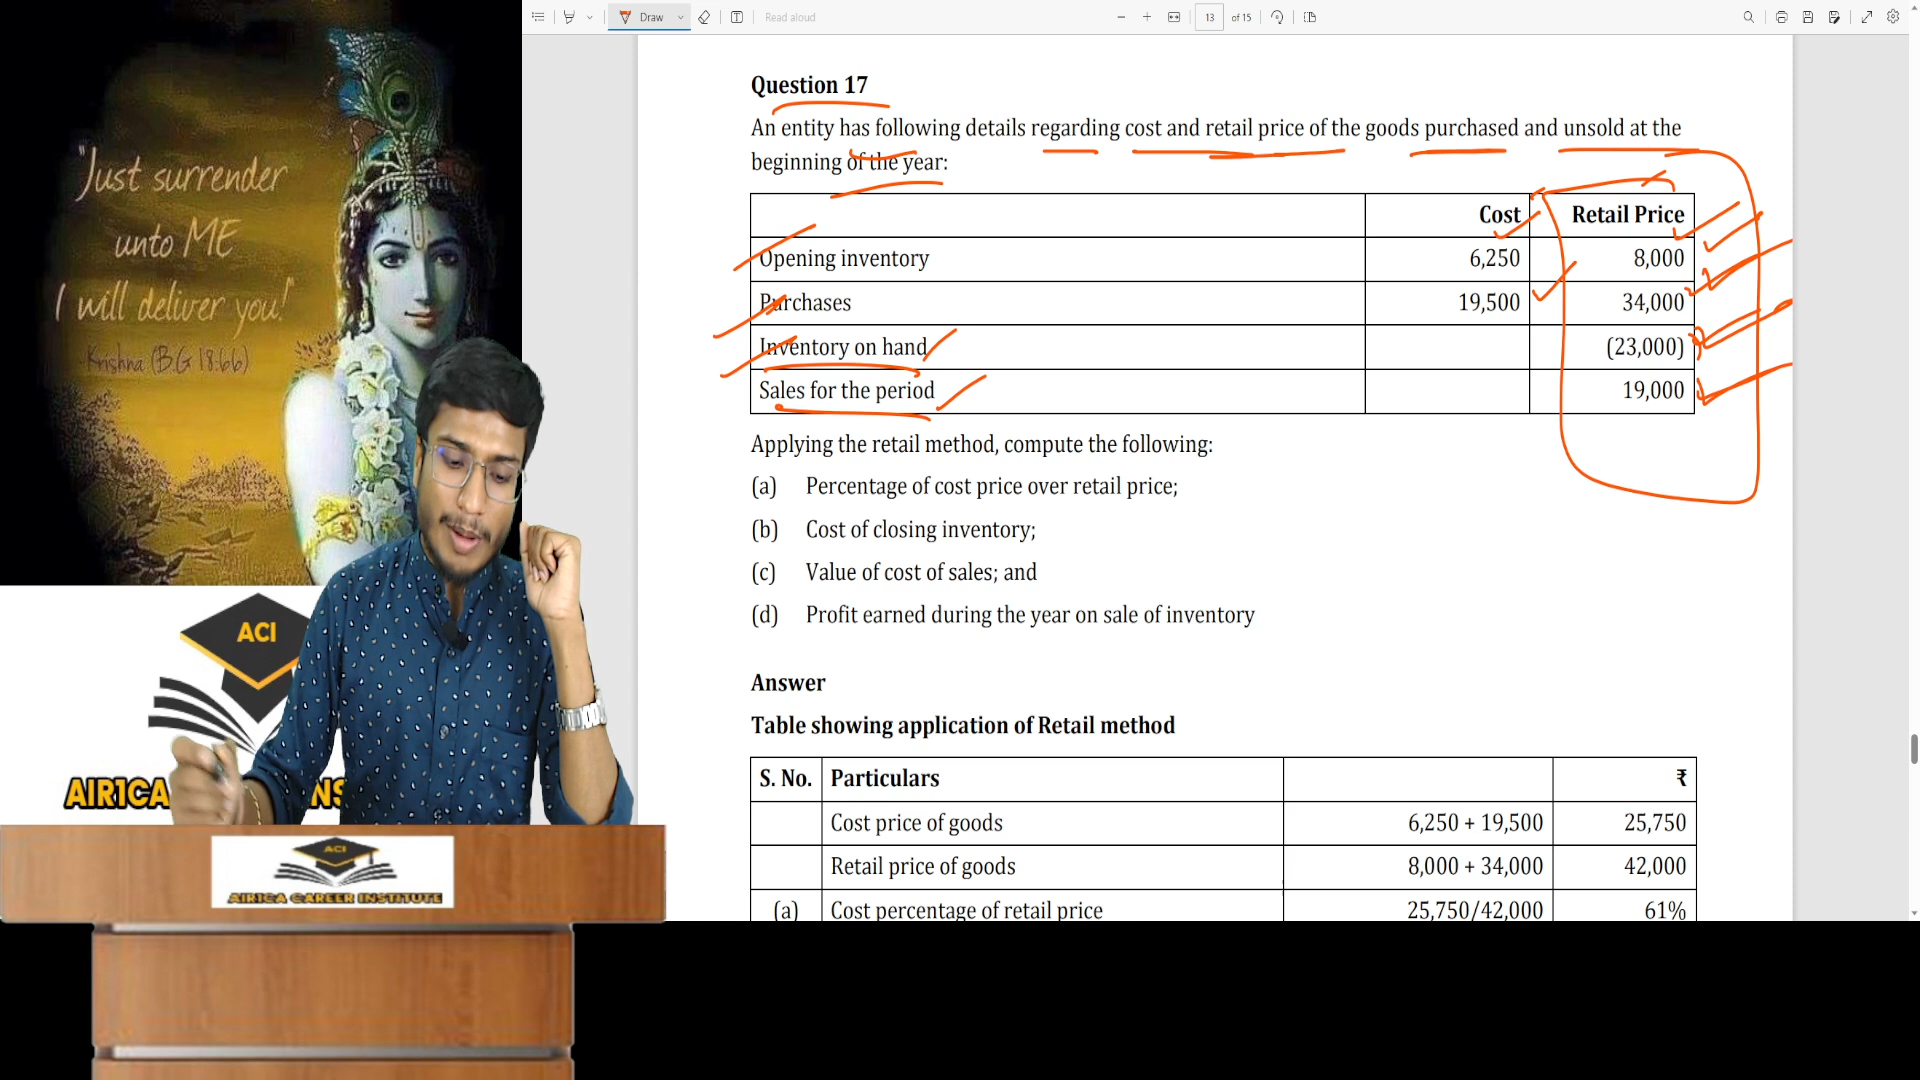 Draw
Read aloud
13
of 15
"Just surrender
unto ME
I will deliver you!"
Krishna (B.G 18:66)
ACI
AIR1CA
NS
ACI
AIR1CA CAREER INSTITUTE
Question 17
An entity has following details regarding cost and retail price of the goods purchased and unsold at the
beginning of the year:
Cost Retail Price
Opening inventory 6,250 8,000
Purchases 19,500 34,000
Inventory on hand (23,000)
Sales for the period 19,000
Applying the retail method, compute the following:
(a) Percentage of cost price over retail price;
(b) Cost of closing inventory;
(c) Value of cost of sales; and
(d) Profit earned during the year on sale of inventory
Answer
Table showing application of Retail method
S. No. Particulars ₹
Cost price of goods 6,250 + 19,500 25,750
Retail price of goods 8,000 + 34,000 42,000
(a) Cost percentage of retail price 25,750/42,000 61%